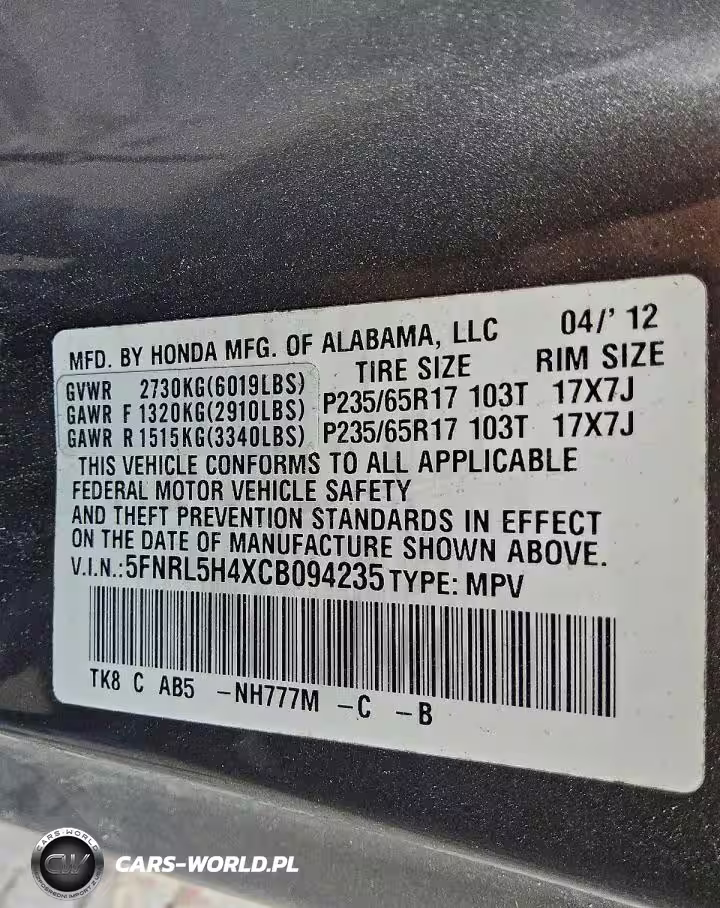 MFD. BY HONDA MFG. OF ALABAMA, LLC 04/'12
TIRE SIZE RIM SIZE
GVWR 2730KG(6019LBS)
GAWR F 1320KG(2910LBS) P235/65R17 103T 17X7J
GAWR R 1515KG(3340LBS) P235/65R17 103T 17X7J
THIS VEHICLE CONFORMS TO ALL APPLICABLE
FEDERAL MOTOR VEHICLE SAFETY
AND THEFT PREVENTION STANDARDS IN EFFECT
ON THE DATE OF MANUFACTURE SHOWN ABOVE.
V.I.N.:5FNRL5H4XCB094235 TYPE: MPV
TK8 C AB5 -NH777M -C -B
CARS-WORLD
CW
CARS-WORLD.PL